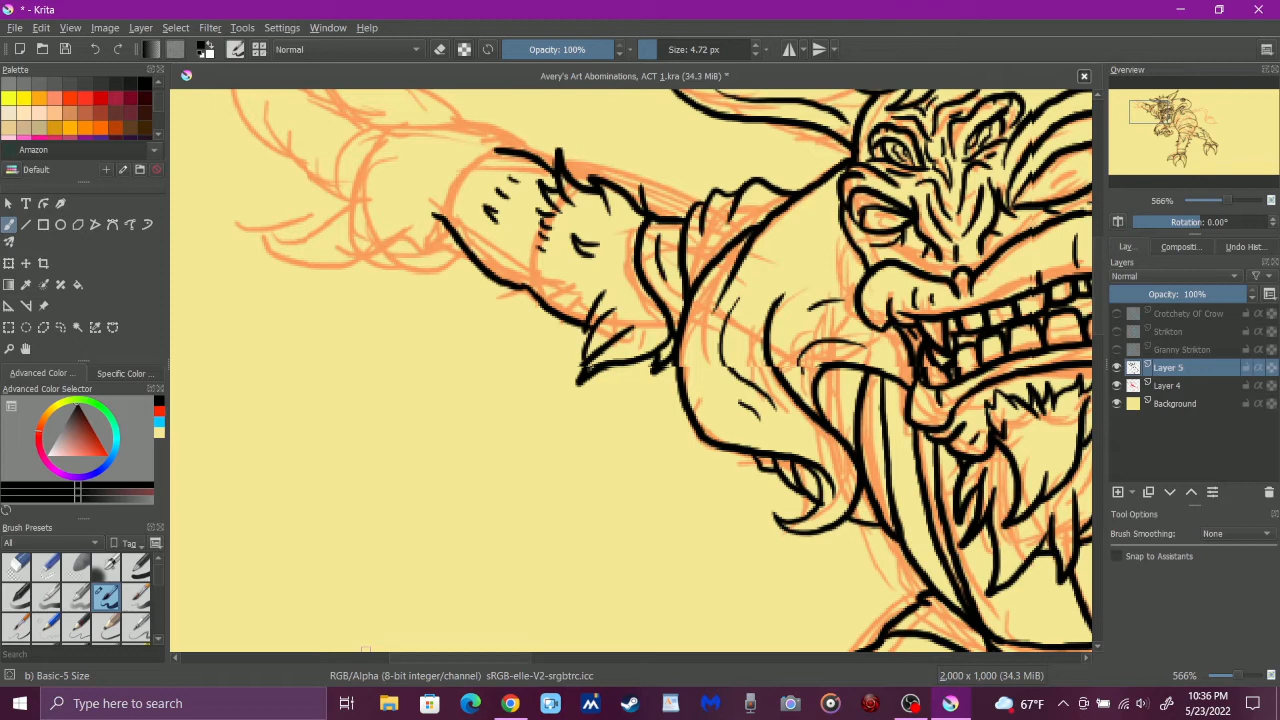 * - Krita
File Edit View Image Layer Select Filter Tools Settings Window Help
Normal Opacity: 100% Size: 4.72 px
Avery's Art Abominations, ACT 1.kra (34.3 MiB) *
Palette
Amazon
Default
Advanced Color ... Specific Color ...
Advanced Color Selector
Brush Presets
All Tag
Search
Overview
566%
Rotation: 0.00°
Lay... Compositi... Undo Hist...
Layers
Normal
Opacity: 100%
Crotchety Ol' Crow
Strikton
Granny Strikton
Layer 5
Layer 4
Background
Tool Options
Brush Smoothing: None
Snap to Assistants
b) Basic-5 Size RGB/Alpha (8-bit integer/channel) sRGB-elle-V2-srgbtrc.icc 2,000 x 1,000 (34.3 MiB) 566%
Type here to search 67°F 10:36 PM
5/23/2022